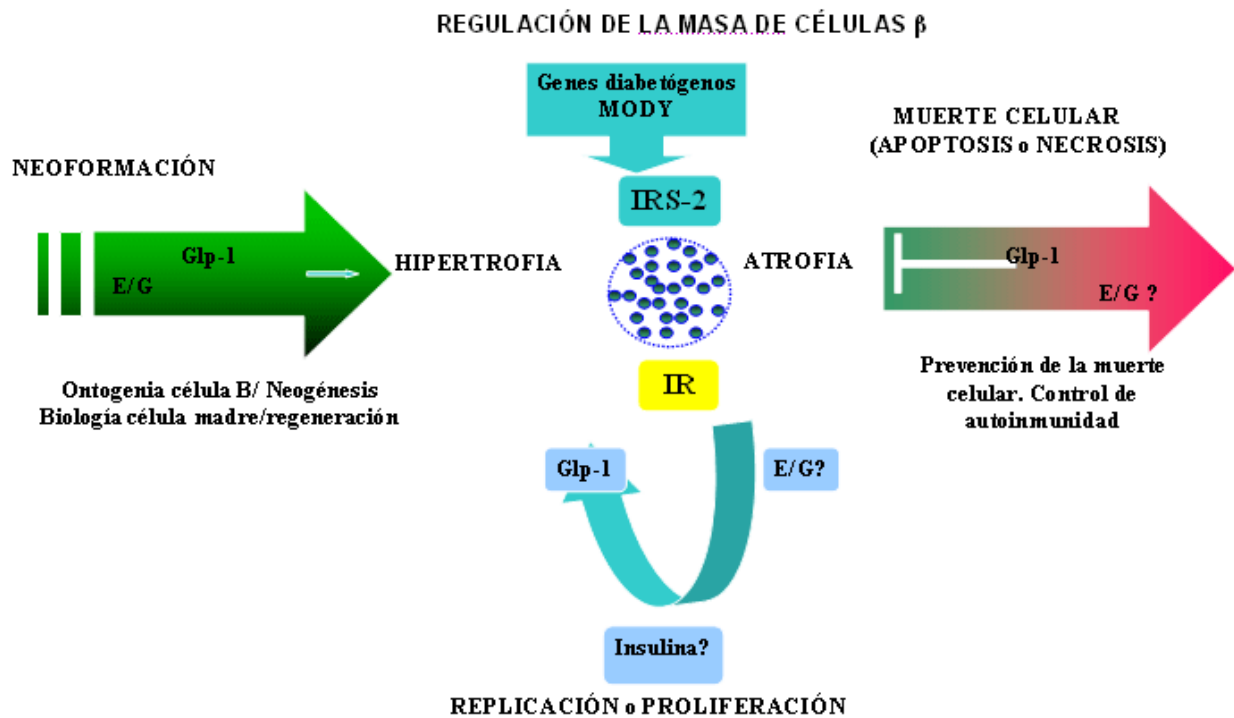 REGULACIÓN DE LA MASA DE CÉLULAS β
Genes diabetógenos
MODY
MUERTE CELULAR
(APOPTOSIS o NECROSIS)
NEOFORMACIÓN
IRS-2
Glp-1
E/G
HIPERTROFIA
ATROFIA
Glp-1
E/G ?
Ontogenia célula B/ Neogénesis
Biología célula madre/regeneración
IR
Prevención de la muerte
celular. Control de
autoinmunidad
Glp-1
E/G?
Insulina?
REPLICACIÓN o PROLIFERACIÓN